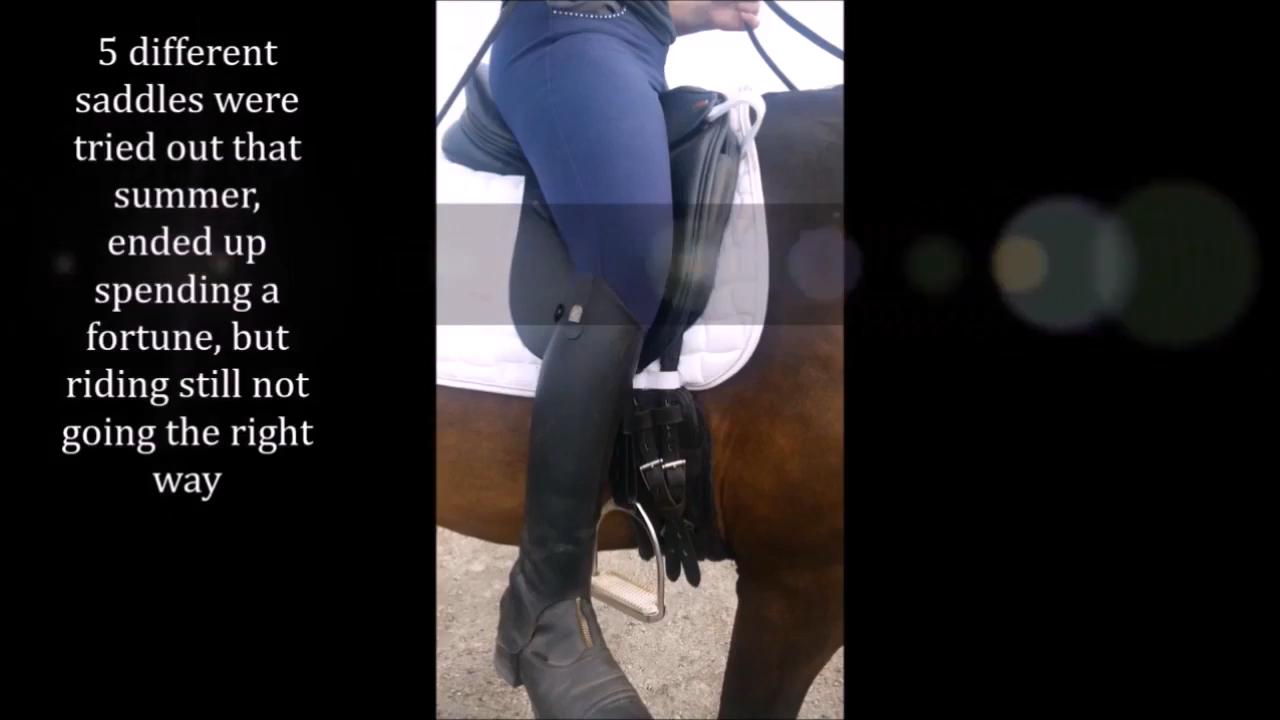 5 different
saddles were
tried out that
summer,
ended up
spending a
fortune, but
riding still not
going the right
way